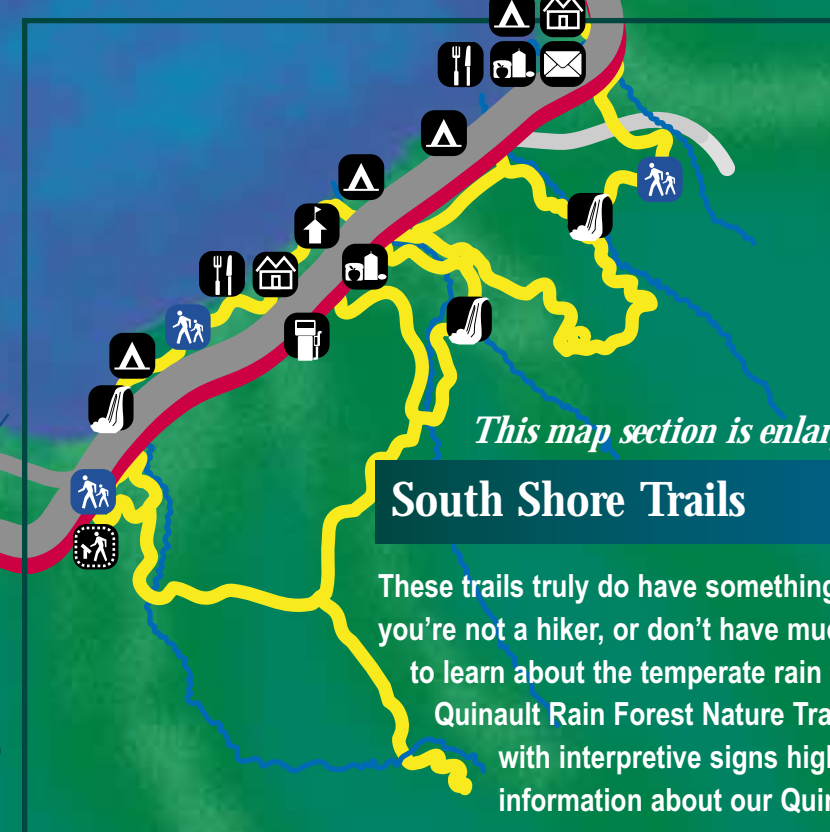 This map section is enlar
South Shore Trails
These trails truly do have something
you’re not a hiker, or don’t have muc
to learn about the temperate rain
Quinault Rain Forest Nature Tra
with interpretive signs high
information about our Quin